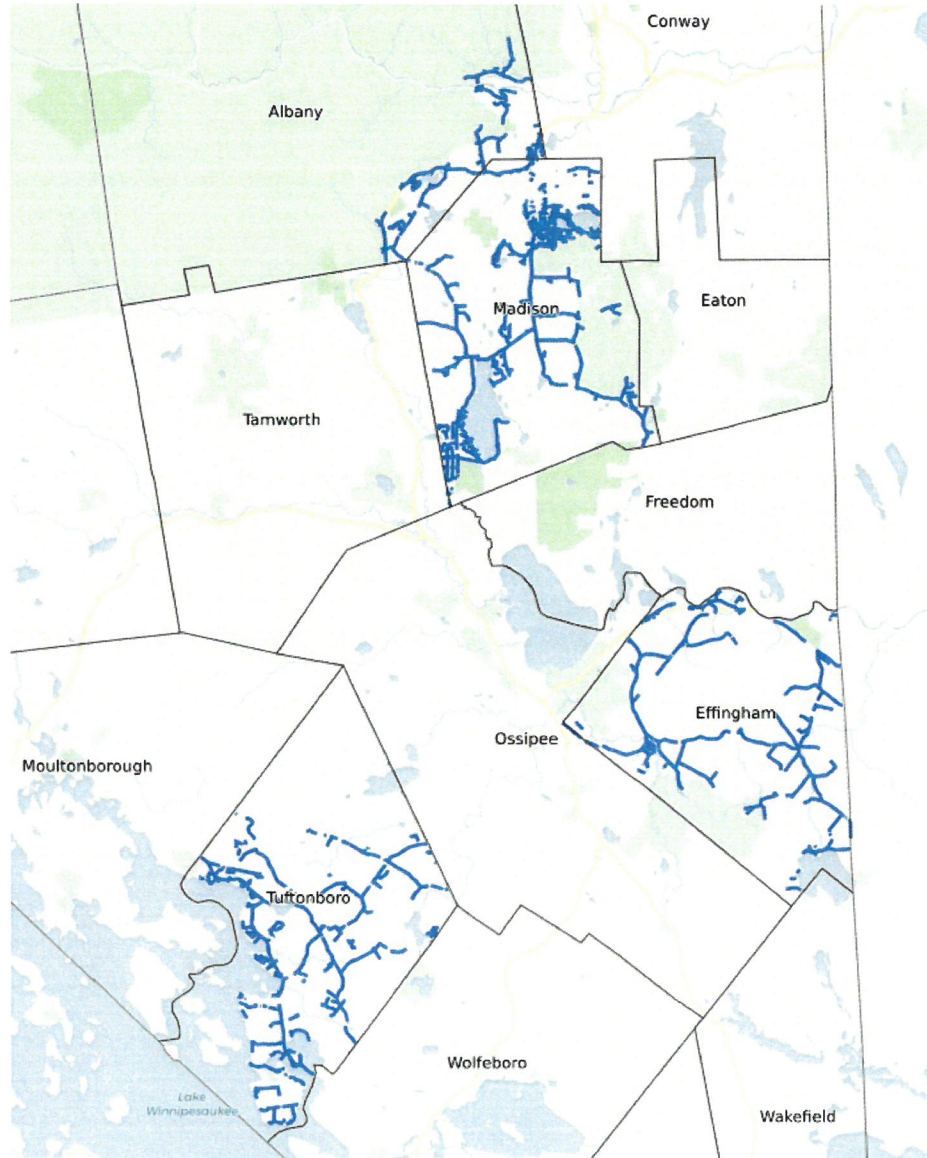 Conway
Albany
Eaton
Madison
Tamworth
Freedom
Effingham
Ossipee
Moultonborough
Tuftonboro
Wolfeboro
Lake
Winnipesaukee
Wakefield